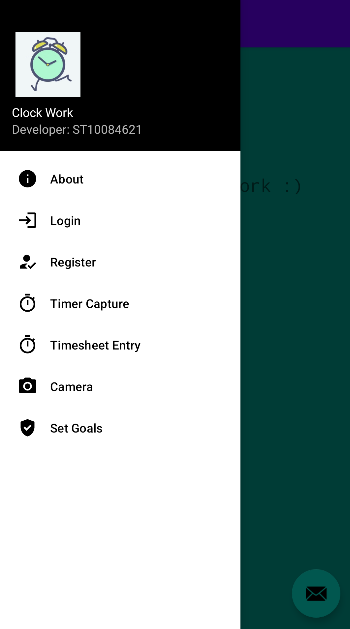 Clock Work
Developer: ST10084621
ork :)
About
Login
Register
Timer Capture
Timesheet Entry
Camera
Set Goals